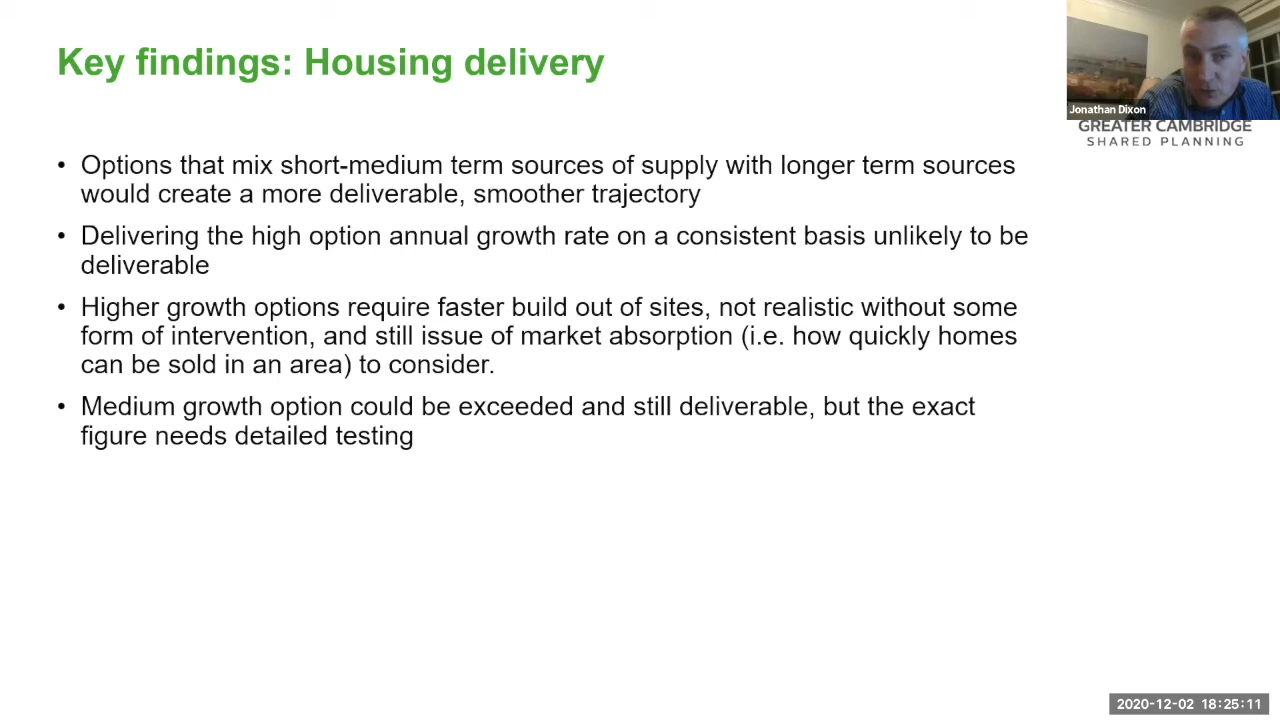 Key findings: Housing delivery
Jonathan Dixon
GREATER CAMBRIDGE
SHARED PLANNING
• Options that mix short-medium term sources of supply with longer term sources
would create a more deliverable, smoother trajectory
• Delivering the high option annual growth rate on a consistent basis unlikely to be
deliverable
• Higher growth options require faster build out of sites, not realistic without some
form of intervention, and still issue of market absorption (i.e. how quickly homes
can be sold in an area) to consider.
• Medium growth option could be exceeded and still deliverable, but the exact
figure needs detailed testing
2020-12-02 18:25:11